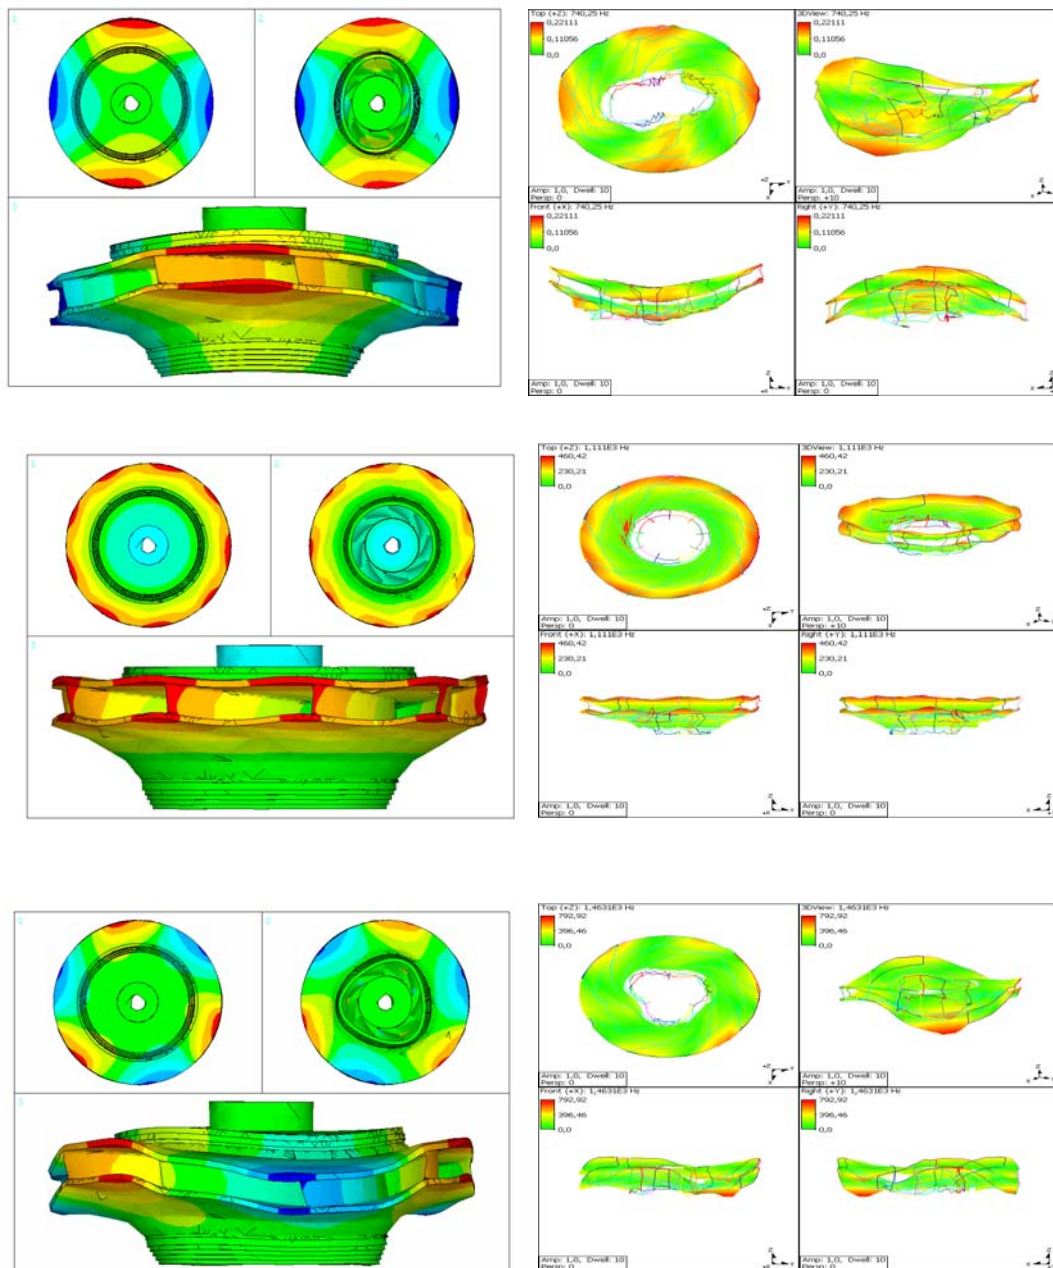 1
2
3
Top (+Z): 740,25 Hz
0,22111
0,11056
0,0
Amp: 1,0, Dwell: 10
Persp: 0
3DView: 740,25 Hz
0,22111
0,11056
0,0
Amp: 1,0, Dwell: 10
Persp: +10
Front (+X): 740,25 Hz
0,22111
0,11056
0,0
Amp: 1,0, Dwell: 10
Persp: 0
Right (+Y): 740,25 Hz
0,22111
0,11056
0,0
Amp: 1,0, Dwell: 10
Persp: 0
1
2
3
Top (+Z): 1,111E3 Hz
460,42
230,21
0,0
Amp: 1,0, Dwell: 10
Persp: 0
3DView: 1,111E3 Hz
460,42
230,21
0,0
Amp: 1,0, Dwell: 10
Persp: +10
Front (+X): 1,111E3 Hz
460,42
230,21
0,0
Amp: 1,0, Dwell: 10
Persp: 0
Right (+Y): 1,111E3 Hz
460,42
230,21
0,0
Amp: 1,0, Dwell: 10
Persp: 0
1
2
3
Top (+Z): 1,4631E3 Hz
792,92
396,46
0,0
Amp: 1,0, Dwell: 10
Persp: 0
3DView: 1,4631E3 Hz
792,92
396,46
0,0
Amp: 1,0, Dwell: 10
Persp: +10
Front (+X): 1,4631E3 Hz
792,92
396,46
0,0
Amp: 1,0, Dwell: 10
Persp: 0
Right (+Y): 1,4631E3 Hz
792,92
396,46
0,0
Amp: 1,0, Dwell: 10
Persp: 0